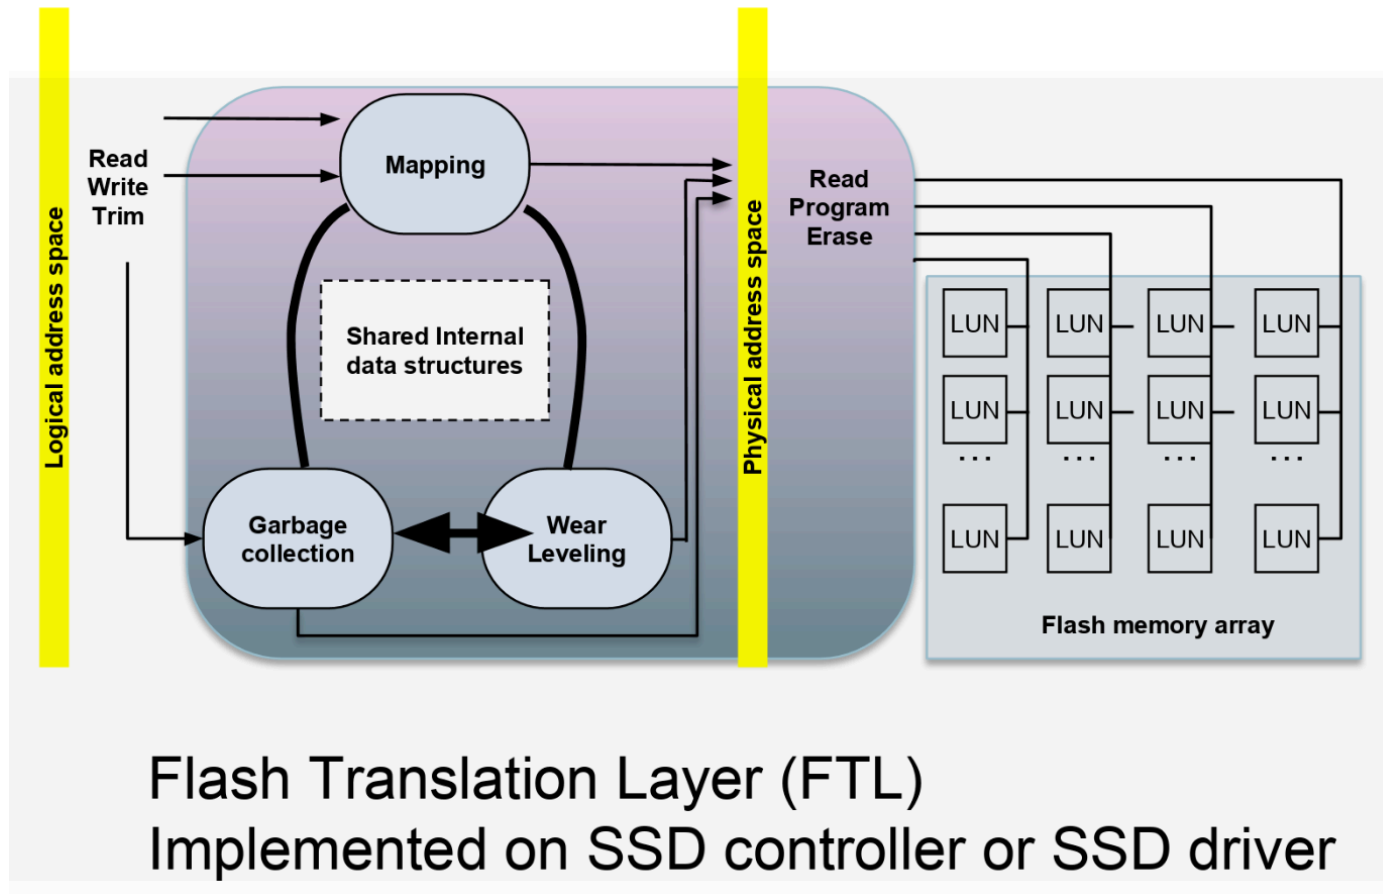 Logical address space
Read
Write
Trim
Mapping
Shared Internal
data structures
Garbage
collection
Wear
Leveling
Physical address space
Read
Program
Erase
LUN LUN LUN LUN
LUN LUN LUN LUN
... ... ... ...
LUN LUN LUN LUN
Flash memory array
Flash Translation Layer (FTL)
Implemented on SSD controller or SSD driver